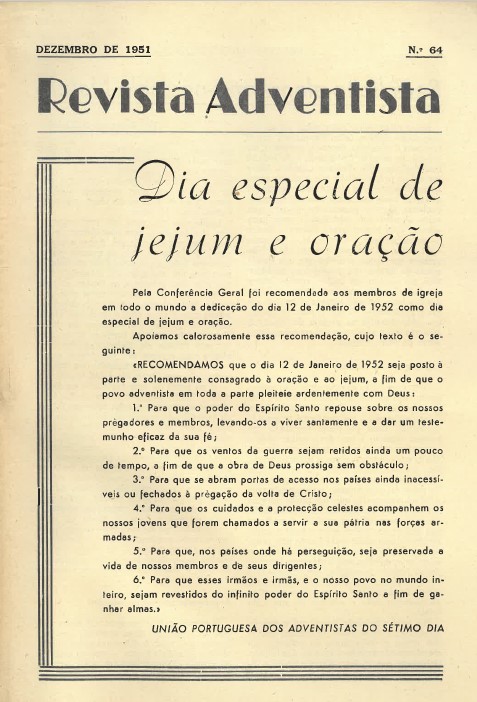 DEZEMBRO DE 1951
N.º 64
Revista Adventista
Dia especial de
jejum e oração
Pela Conferência Geral foi recomendada aos membros de igreja
em todo o mundo a dedicação do dia 12 de Janeiro de 1952 como dia
especial de jejum e oração.
Apoiamos calorosamente essa recomendação, cujo texto é o se-
guinte:
«RECOMENDAMOS que o dia 12 de Janeiro de 1952 seja posto à
parte e solenemente consagrado à oração e ao jejum, a fim de que o
povo adventista em toda a parte pleiteie ardentemente com Deus:
1.º Para que o poder do Espírito Santo repouse sobre os nossos
prègadores e membros, levando-os a viver santamente e a dar um teste-
munho eficaz da sua fé;
2.º Para que os ventos da guerra sejam retidos ainda um pouco
de tempo, a fim de que a obra de Deus prossiga sem obstáculo;
3.º Para que se abram portas de acesso nos países ainda inacessí-
veis ou fechados à prègação da volta de Cristo;
4.º Para que os cuidados e a protecção celestes acompanhem os
nossos jovens que forem chamados a servir a sua pátria nas forças ar-
madas;
5.º Para que, nos países onde há perseguição, seja preservada a
vida de nossos membros e de seus dirigentes;
6.º Para que esses irmãos e irmãs, e o nosso povo no mundo in-
teiro, sejam revestidos do infinito poder do Espírito Santo a fim de ga-
nhar almas.»
UNIÃO PORTUGUESA DOS ADVENTISTAS DO SÉTIMO DIA